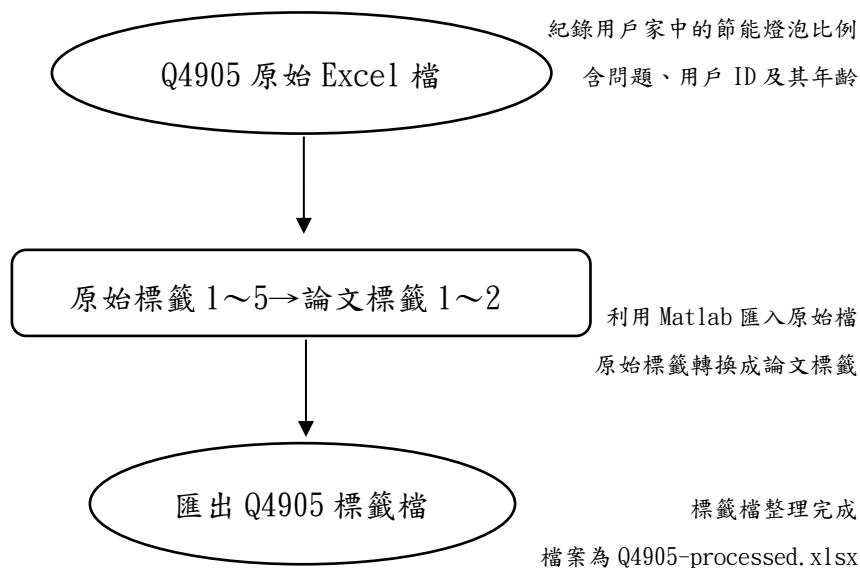 紀錄用戶家中的節能燈泡比例
Q4905 原始 Excel 檔
含問題、用戶 ID 及其年齡
原始標籤 1～5→論文標籤 1～2
利用 Matlab 匯入原始檔
原始標籤轉換成論文標籤
匯出 Q4905 標籤檔
標籤檔整理完成
檔案為 Q4905-processed.xlsx